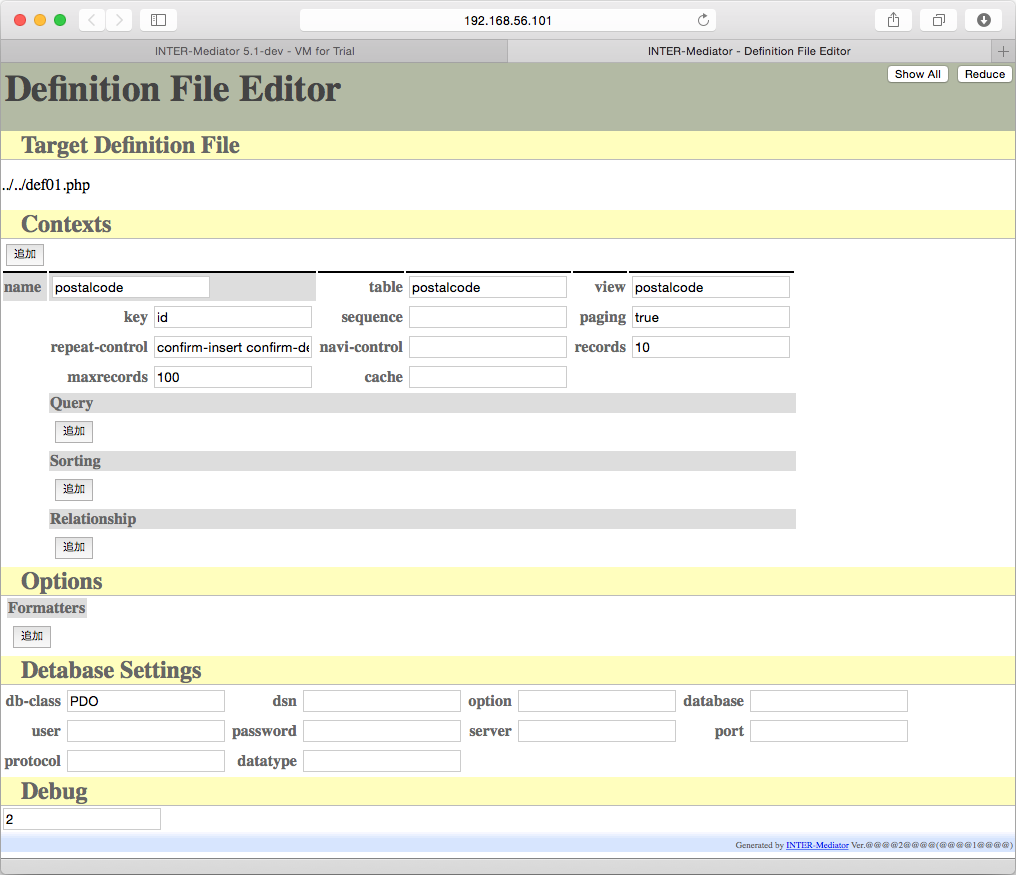 192.168.56.101
INTER-Mediator 5.1-dev - VM for Trial
INTER-Mediator - Definition File Editor
Definition File Editor
Show All
Reduce
Target Definition File
../../def01.php
Contexts
追加
name postalcode table postalcode view postalcode
key id sequence paging true
repeat-control confirm-insert confirm-de navi-control records 10
maxrecords 100 cache
Query
追加
Sorting
追加
Relationship
追加
Options
Formatters
追加
Detabase Settings
db-class PDO dsn option database
user password server port
protocol datatype
Debug
2
Generated by INTER-Mediator Ver.@@@@2@@@@(@@@@1@@@@)